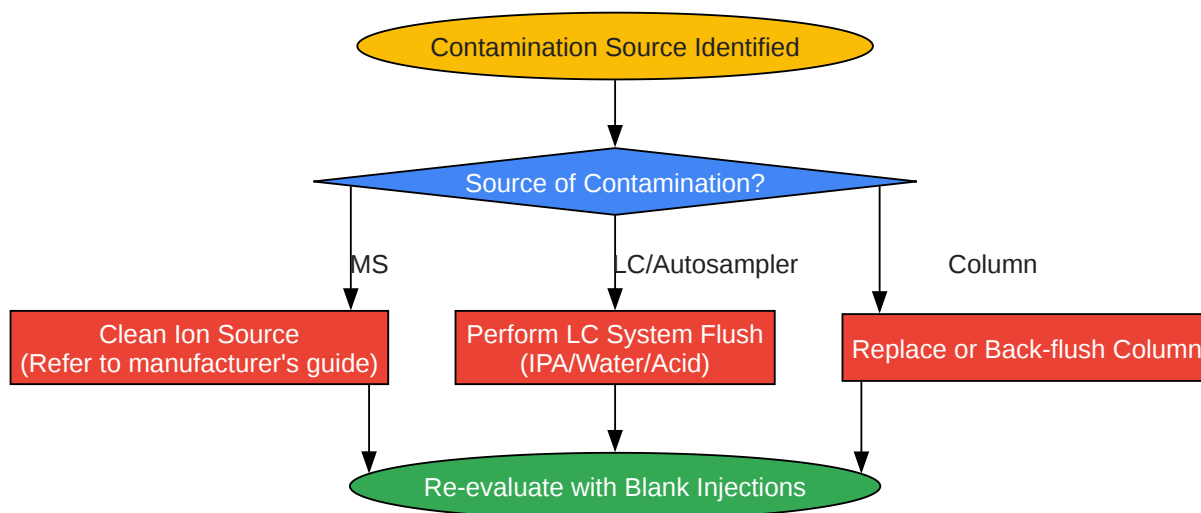 Contamination Source Identified
Source of Contamination?
MS
LC/Autosampler
Column
Clean Ion Source
(Refer to manufacturer's guide)
Perform LC System Flush
(IPA/Water/Acid)
Replace or Back-flush Column
Re-evaluate with Blank Injections